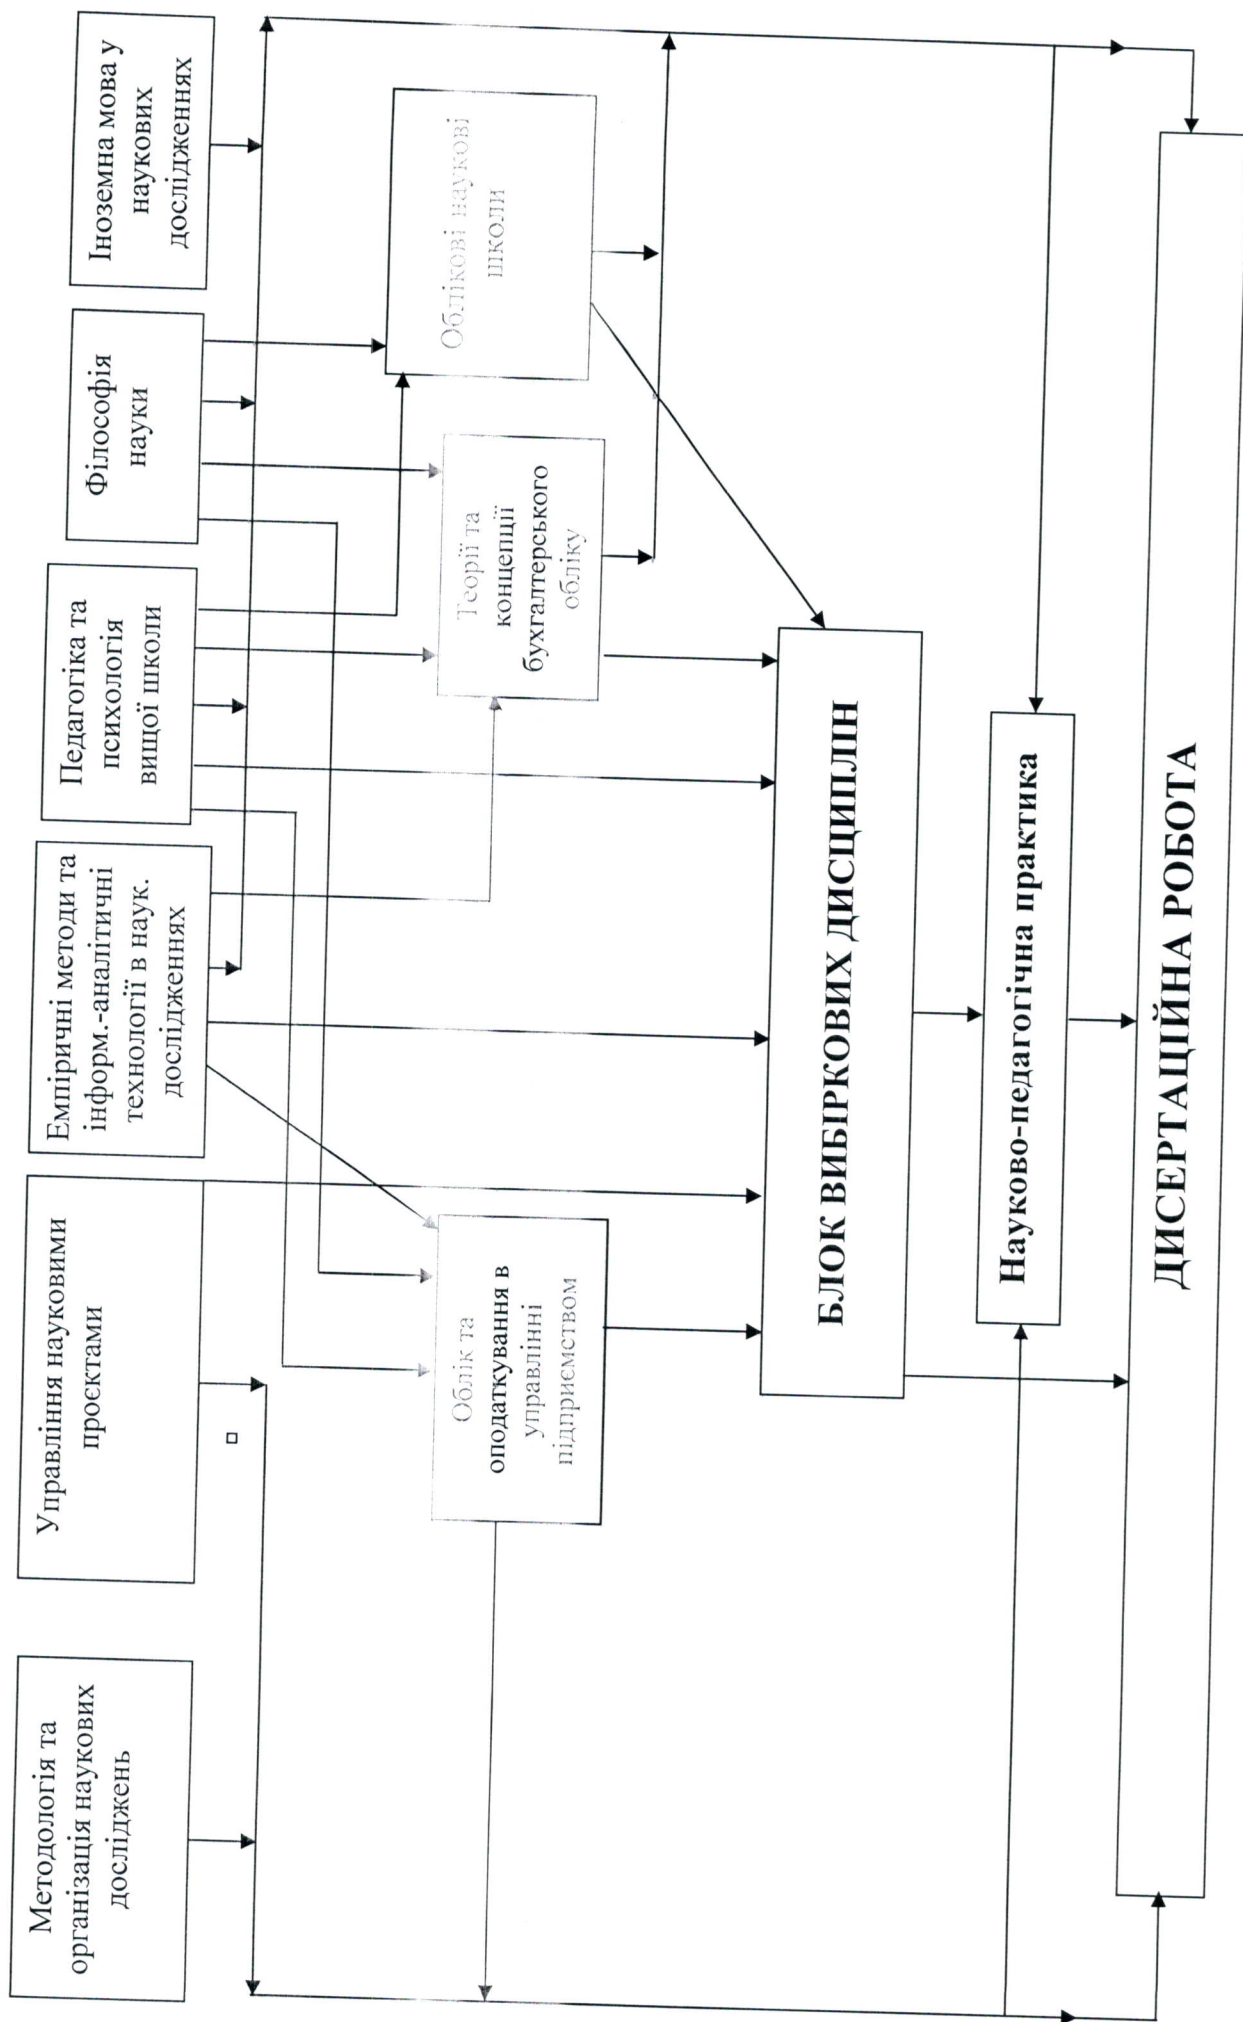 Методологія та
організація наукових
досліджень
Управління науковими
проєктами
Емпіричні методи та
інформ.-аналітичні
технології в наук.
дослідженнях
Педагогіка та
психологія
вищої школи
Філософія
науки
Іноземна мова у
наукових
дослідженнях
Облік та
оподаткування в
управлінні
підприємством
Теорії та
концепції
бухгалтерського
обліку
Облікові наукові
школи
БЛОК ВИБІРКОВИХ ДИСЦИПЛІН
Науково-педагогічна практика
ДИСЕРТАЦІЙНА РОБОТА